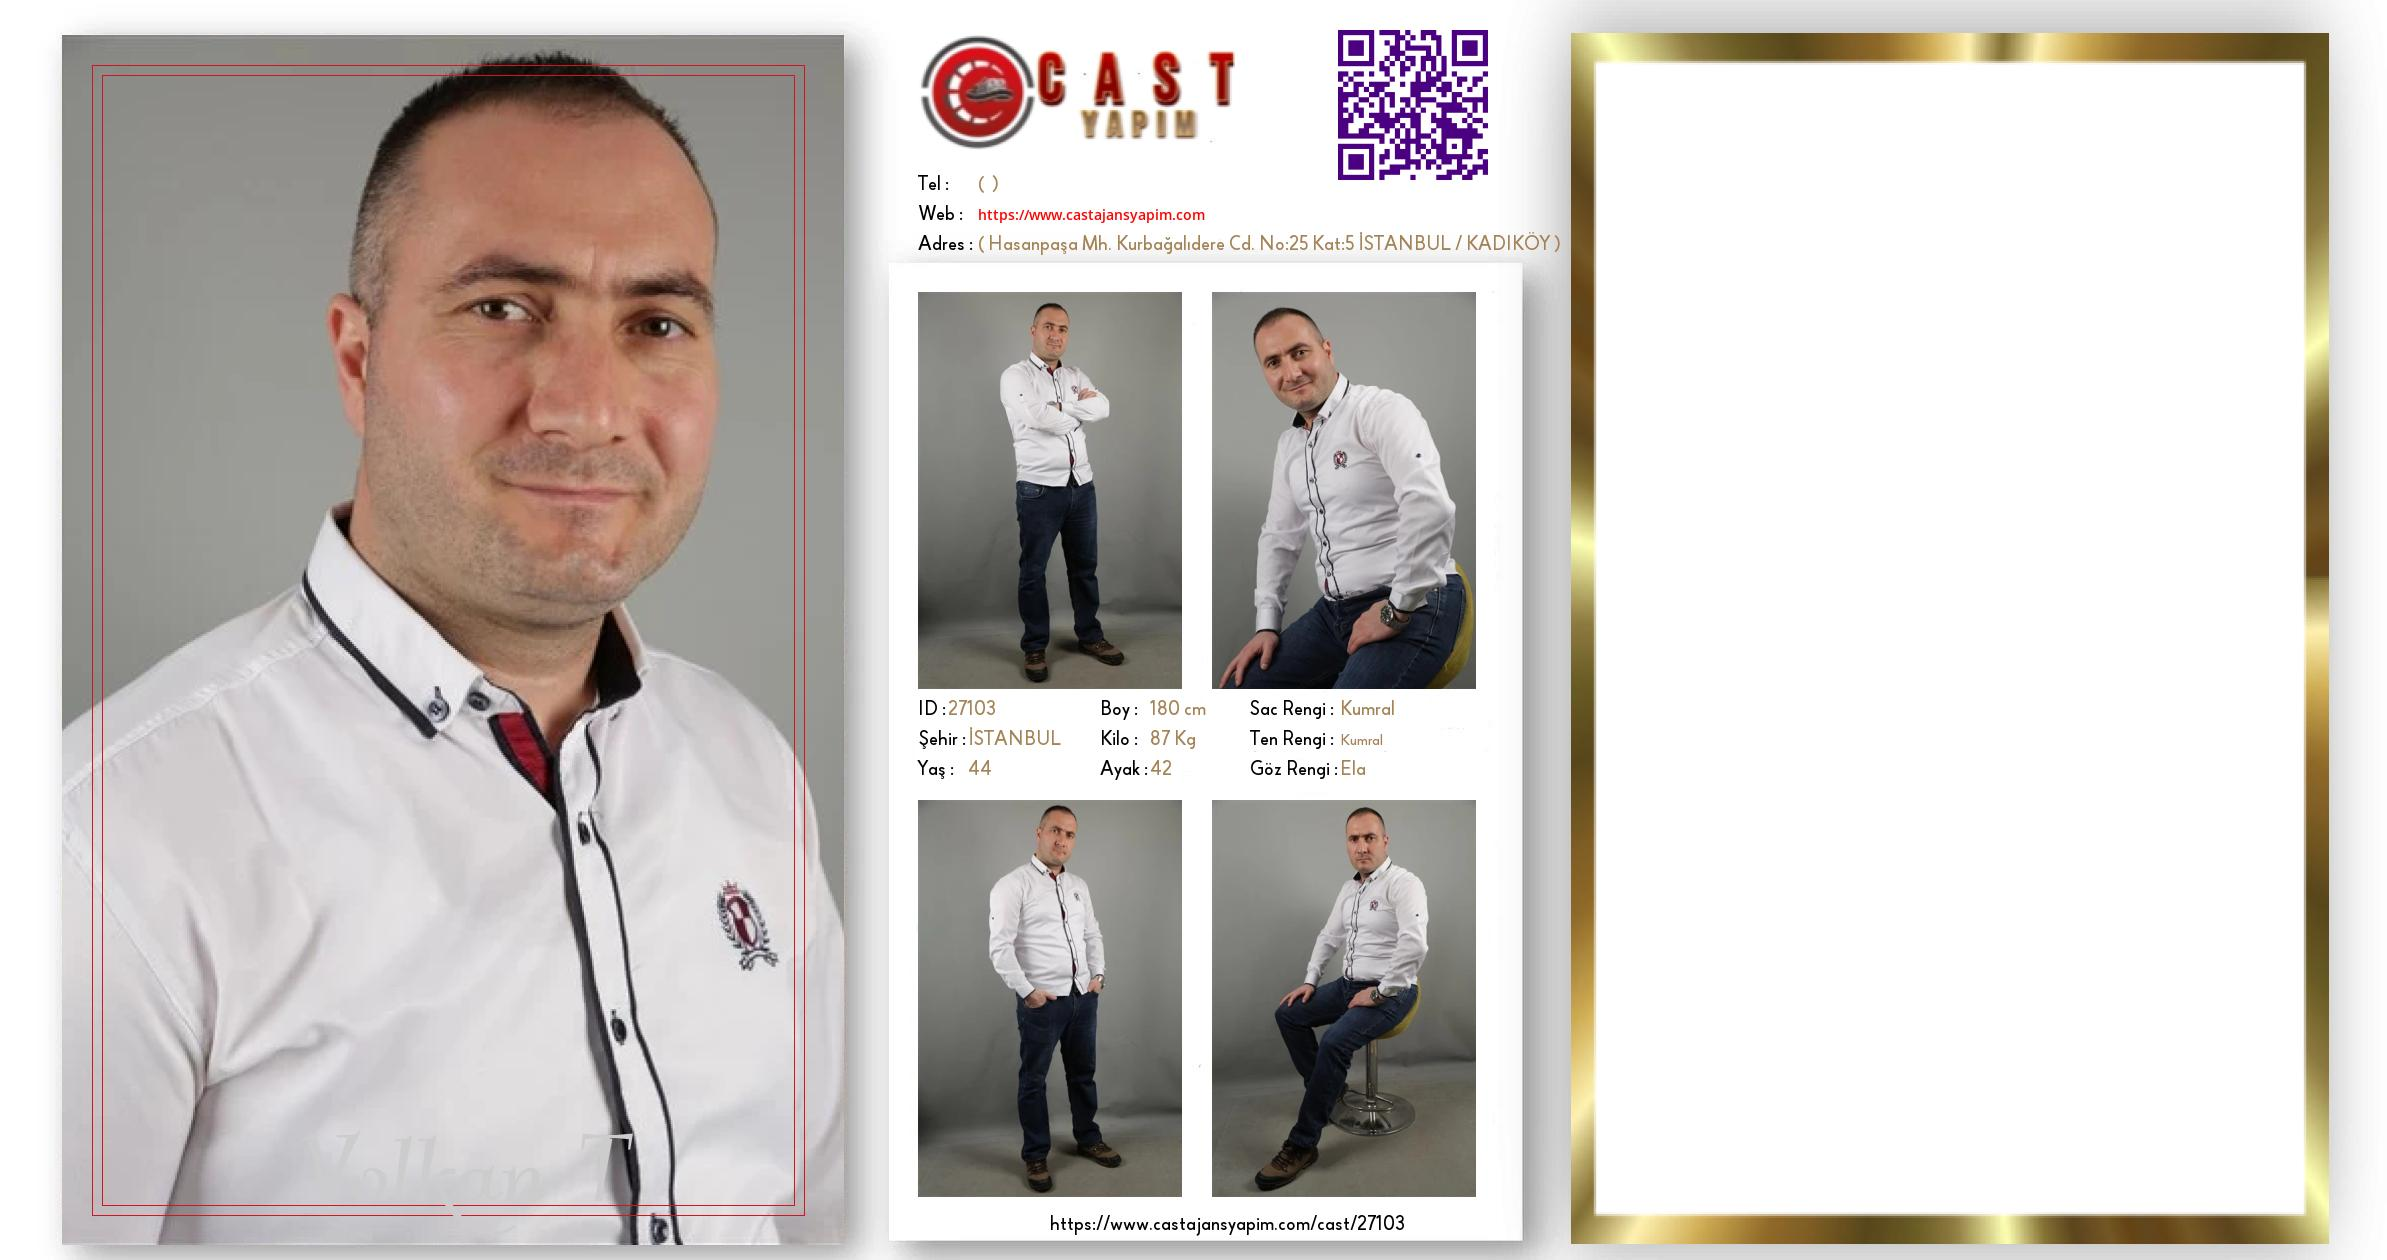 Volkan T
CAST
YAPIM
Tel : ( )
Web : https://www.castajansyapim.com
Adres : ( Hasanpaşa Mh. Kurbağalıdere Cd. No:25 Kat:5 İSTANBUL / KADIKÖY )
ID : 27103 Boy : 180 cm Sac Rengi : Kumral
Şehir : İSTANBUL Kilo : 87 Kg Ten Rengi : Kumral
Yaş : 44 Ayak : 42 Göz Rengi : Ela
https://www.castajansyapim.com/cast/27103